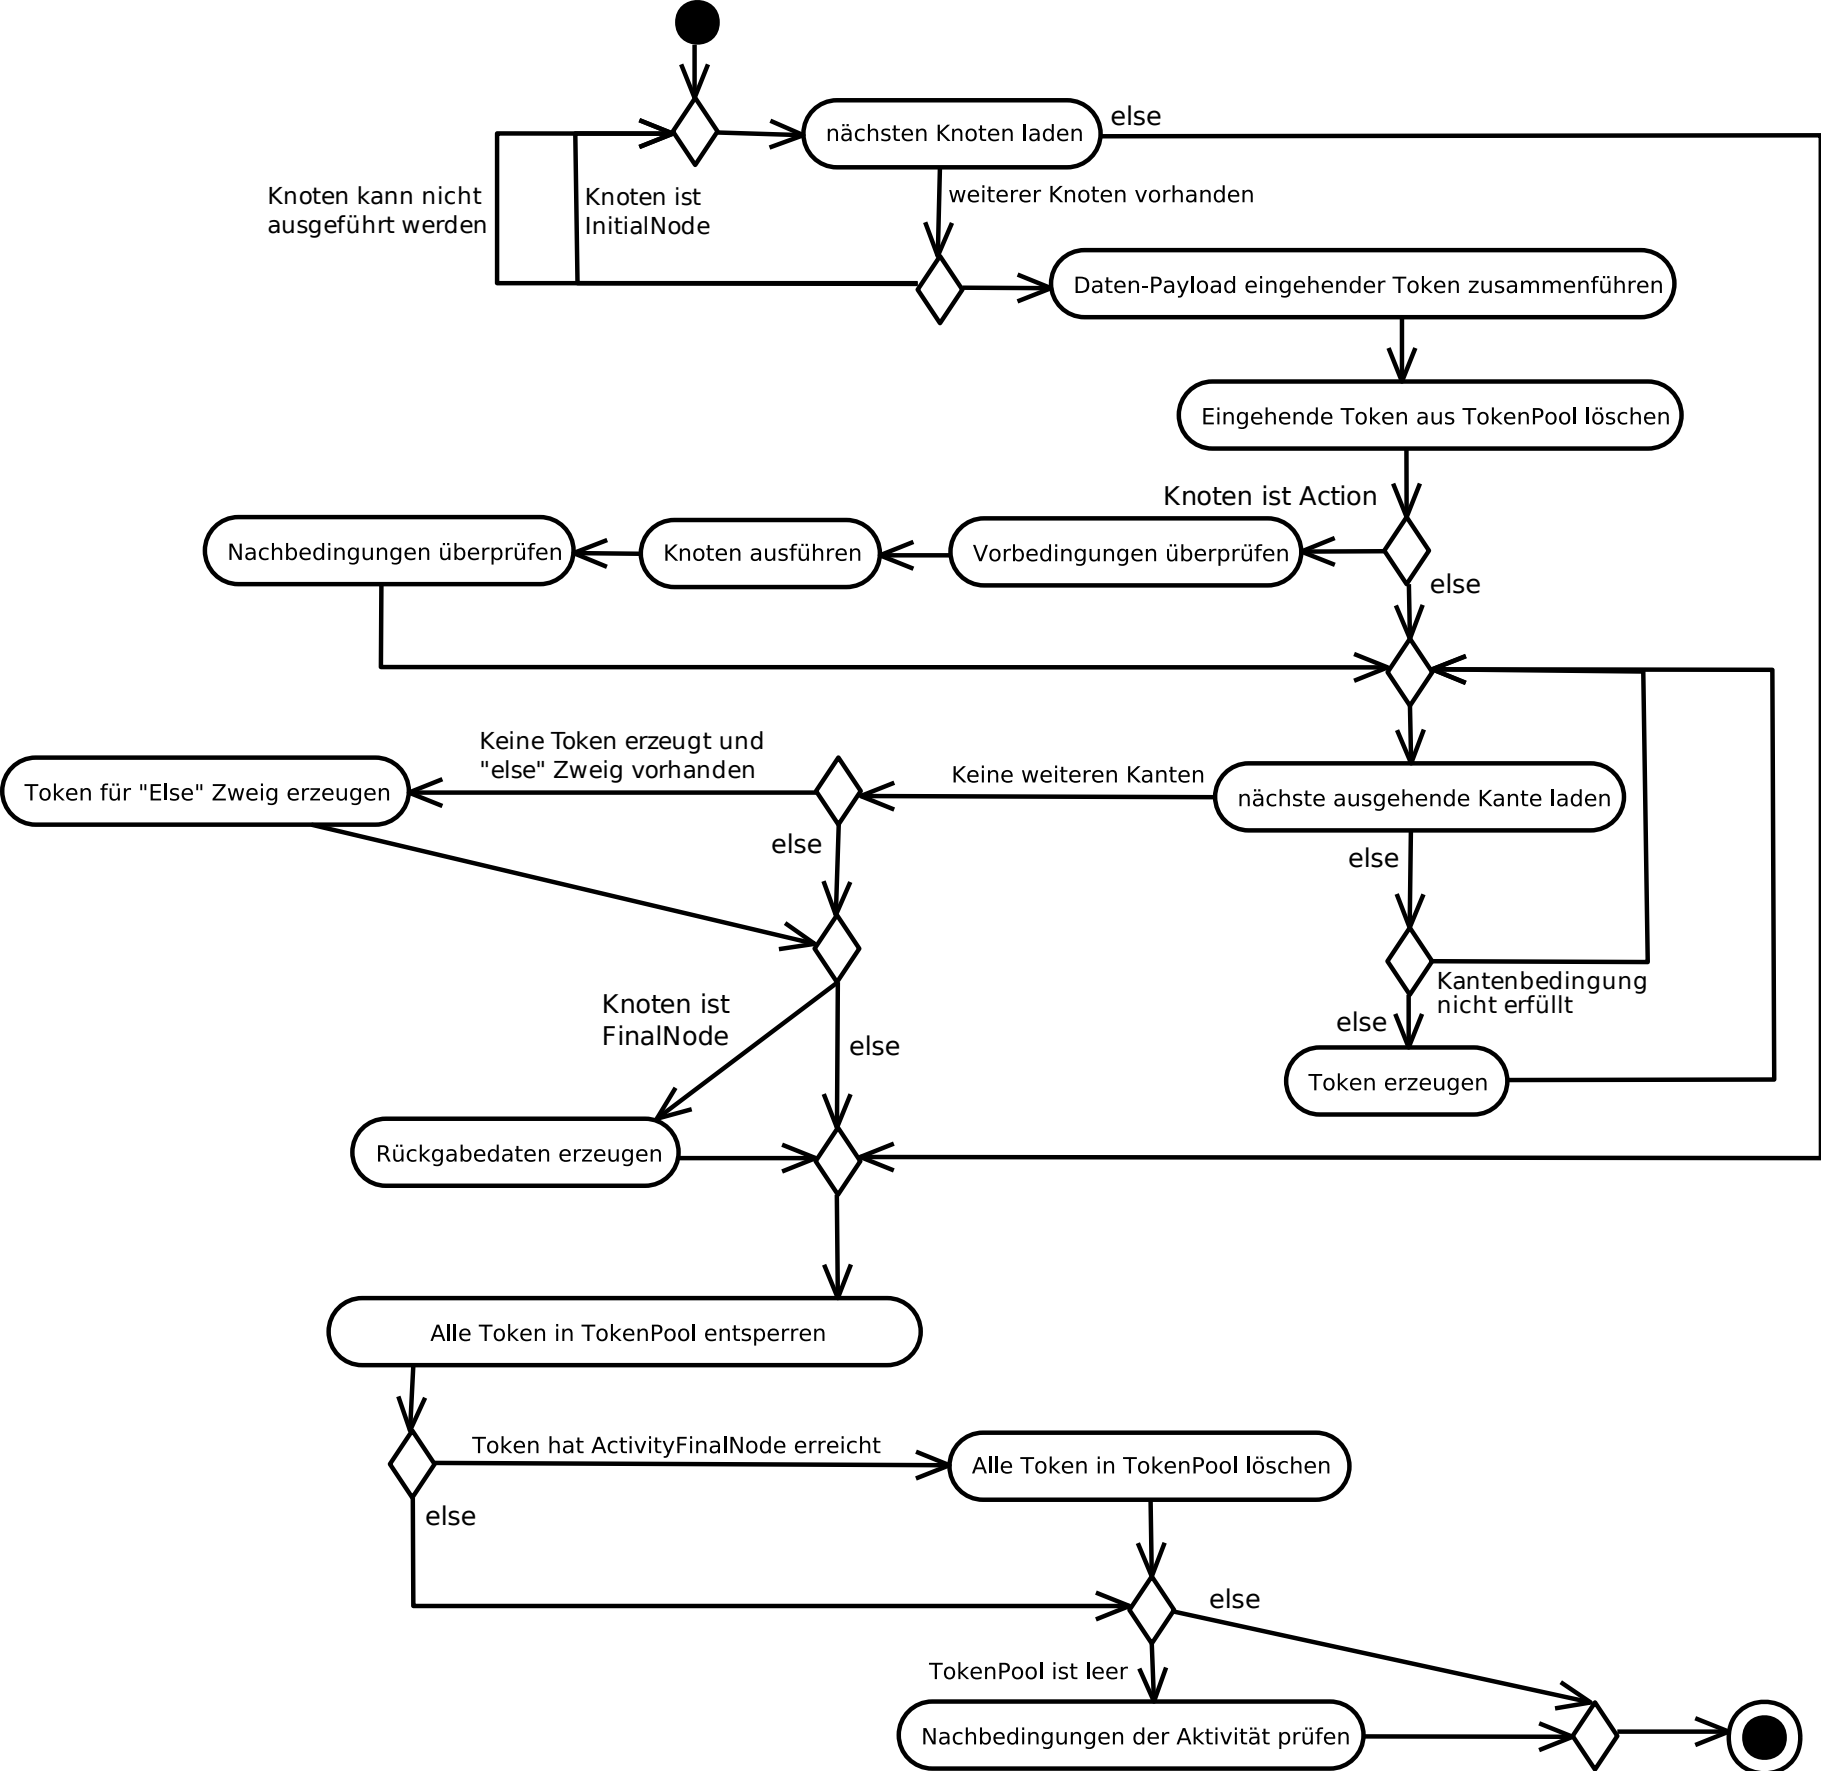 else
nächsten Knoten laden
Knoten kann nicht
ausgeführt werden
Knoten ist
InitialNode
weiterer Knoten vorhanden
Daten-Payload eingehender Token zusammenführen
Eingehende Token aus TokenPool löschen
Knoten ist Action
Nachbedingungen überprüfen
Knoten ausführen
Vorbedingungen überprüfen
else
Keine Token erzeugt und
"else" Zweig vorhanden
Keine weiteren Kanten
Token für "Else" Zweig erzeugen
nächste ausgehende Kante laden
else
else
Kantenbedingung
nicht erfüllt
Knoten ist
FinalNode
else
else
Token erzeugen
Rückgabedaten erzeugen
Alle Token in TokenPool entsperren
Token hat ActivityFinalNode erreicht
Alle Token in TokenPool löschen
else
else
TokenPool ist leer
Nachbedingungen der Aktivität prüfen